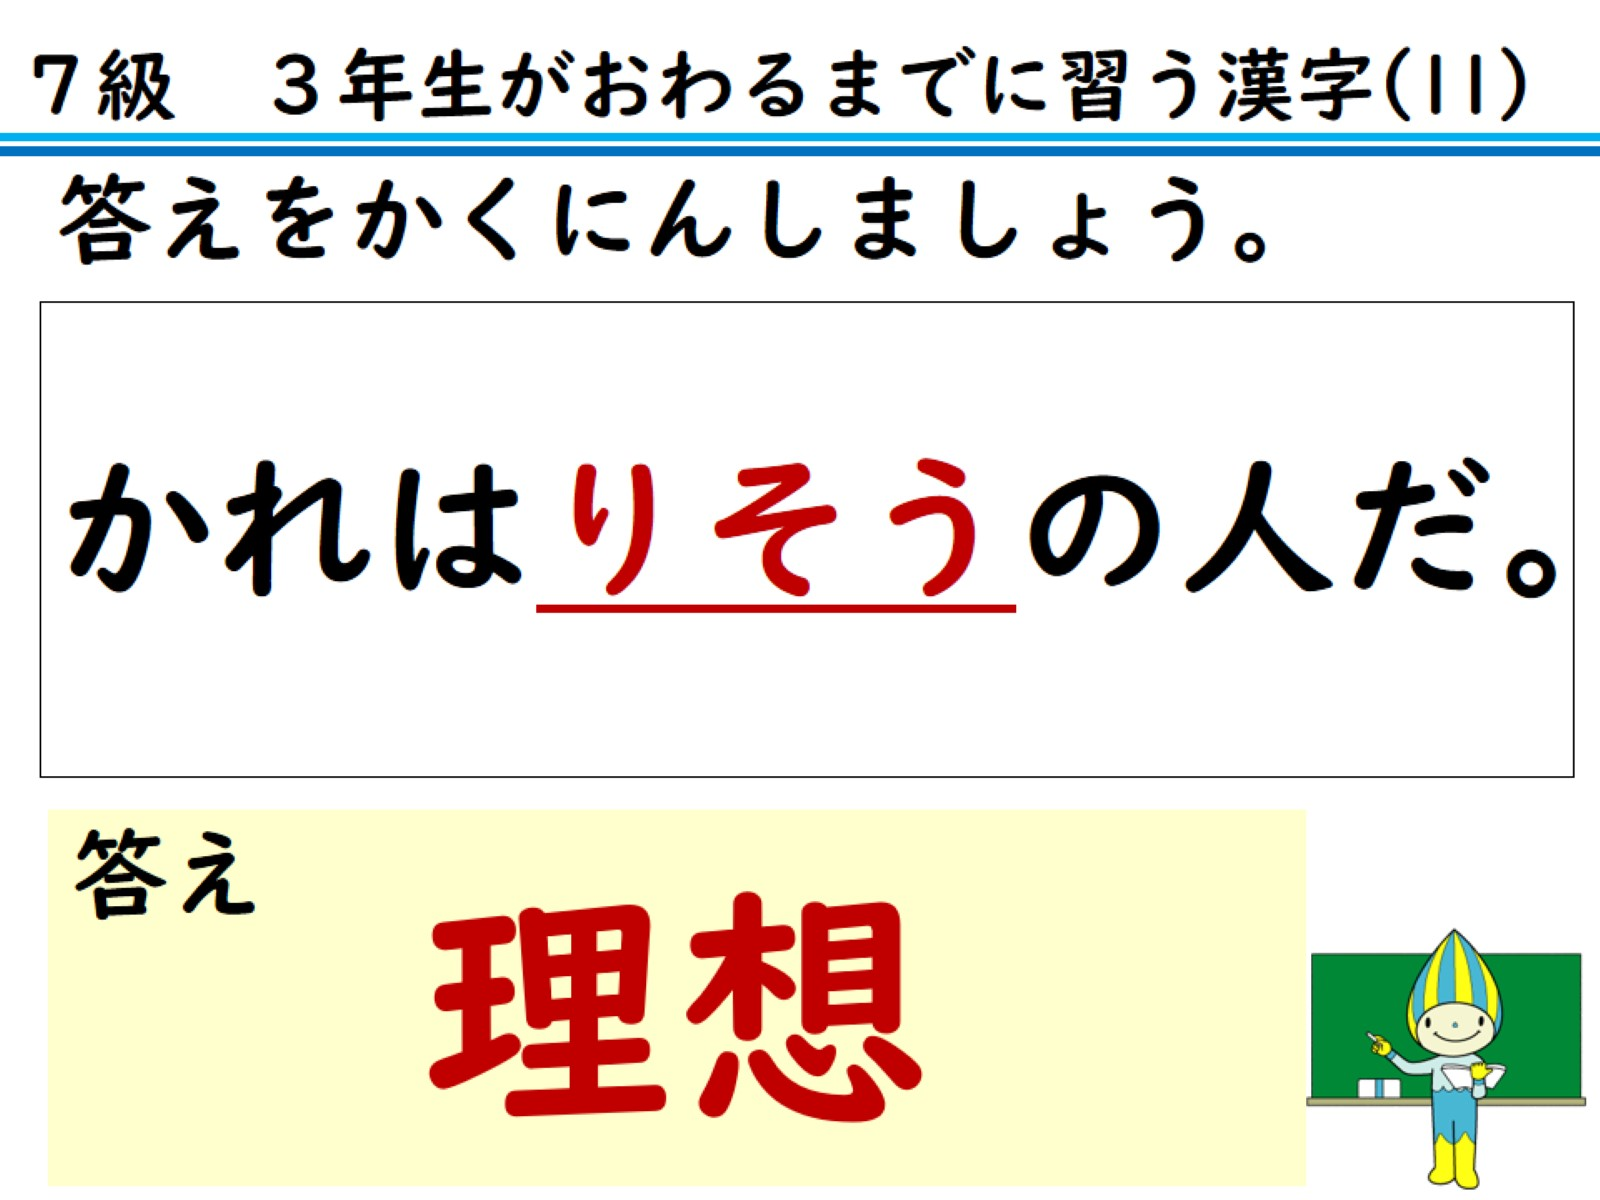 ７級　３年生がおわるまでに習う漢字(11)
答えをかくにんしましょう。
かれはりそうの人だ。
答え
理想